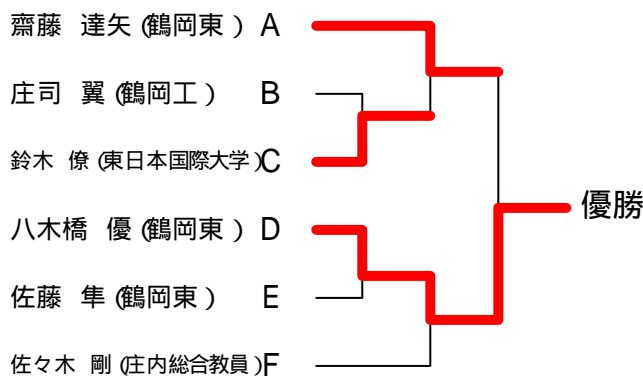 齋藤 達矢 (鶴岡東) A
庄司 翼 (鶴岡工) B
鈴木 僚 (東日本国際大学) C
優勝
八木橋 優 (鶴岡東) D
佐藤 隼 (鶴岡東) E
佐々木 剛 (庄内総合教員) F